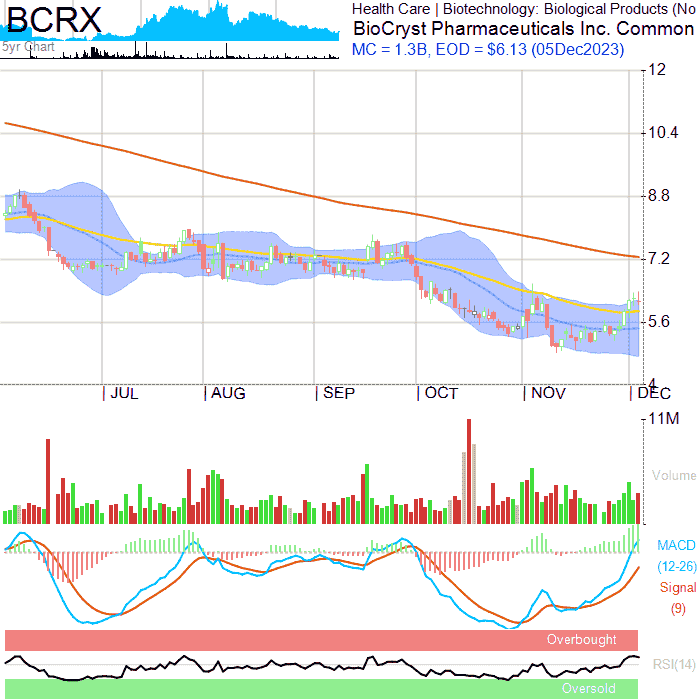 BCRX
5yr Chart
Health Care | Biotechnology: Biological Products (No
BioCryst Pharmaceuticals Inc. Common
MC = 1.3B, EOD = $6.13 (05Dec2023)
12
10.4
8.8
7.2
5.6
4
JUL
AUG
SEP
OCT
NOV
DEC
11M
Volume
MACD
(12-26)
Signal
(9)
Overbought
RSI(14)
Oversold